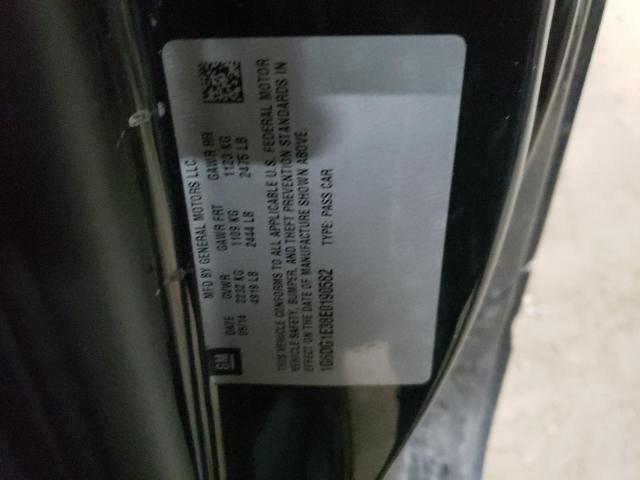 MFD BY GENERAL MOTORS LLC
DATE GVWR GAWR FRT GAWR RR
05/14 2232 KG 1109 KG 1123 KG
4919 LB 2444 LB 2475 LB
GM
THIS VEHICLE CONFORMS TO ALL APPLICABLE U.S. FEDERAL MOTOR
VEHICLE SAFETY, BUMPER, AND THEFT PREVENTION STANDARDS IN
EFFECT ON THE DATE OF MANUFACTURE SHOWN ABOVE.
1G6DG1E38E0190582 TYPE: PASS CAR